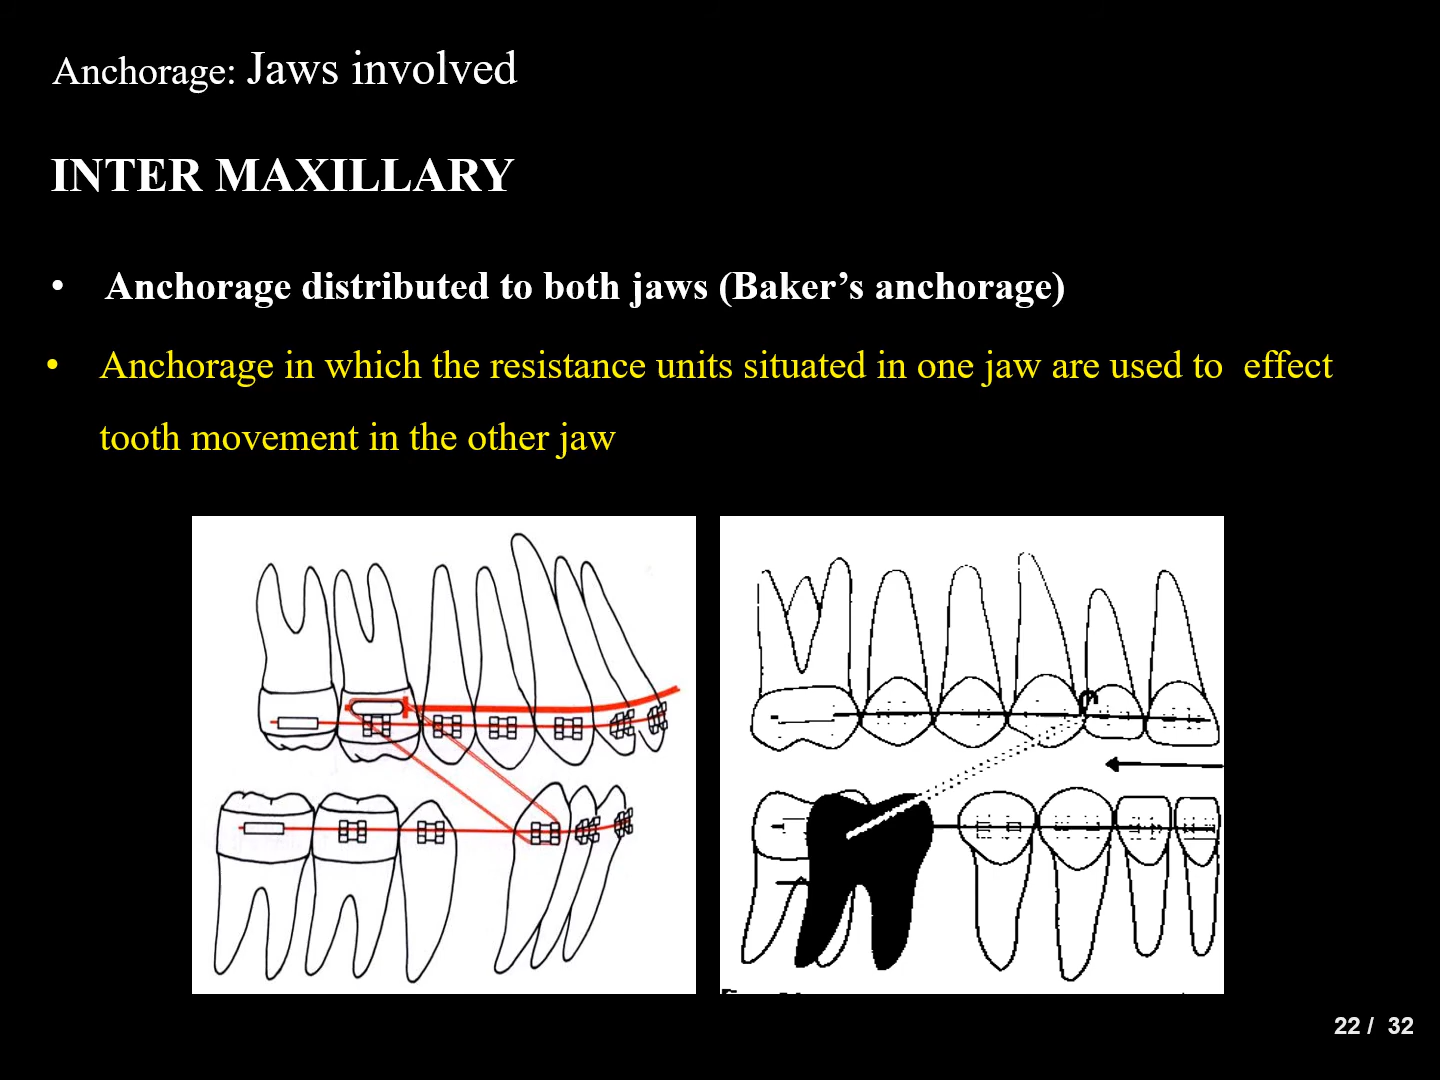 Anchorage: Jaws involved
INTER MAXILLARY
• Anchorage distributed to both jaws (Baker’s anchorage)
• Anchorage in which the resistance units situated in one jaw are used to  effect
tooth movement in the other jaw
22 /  32